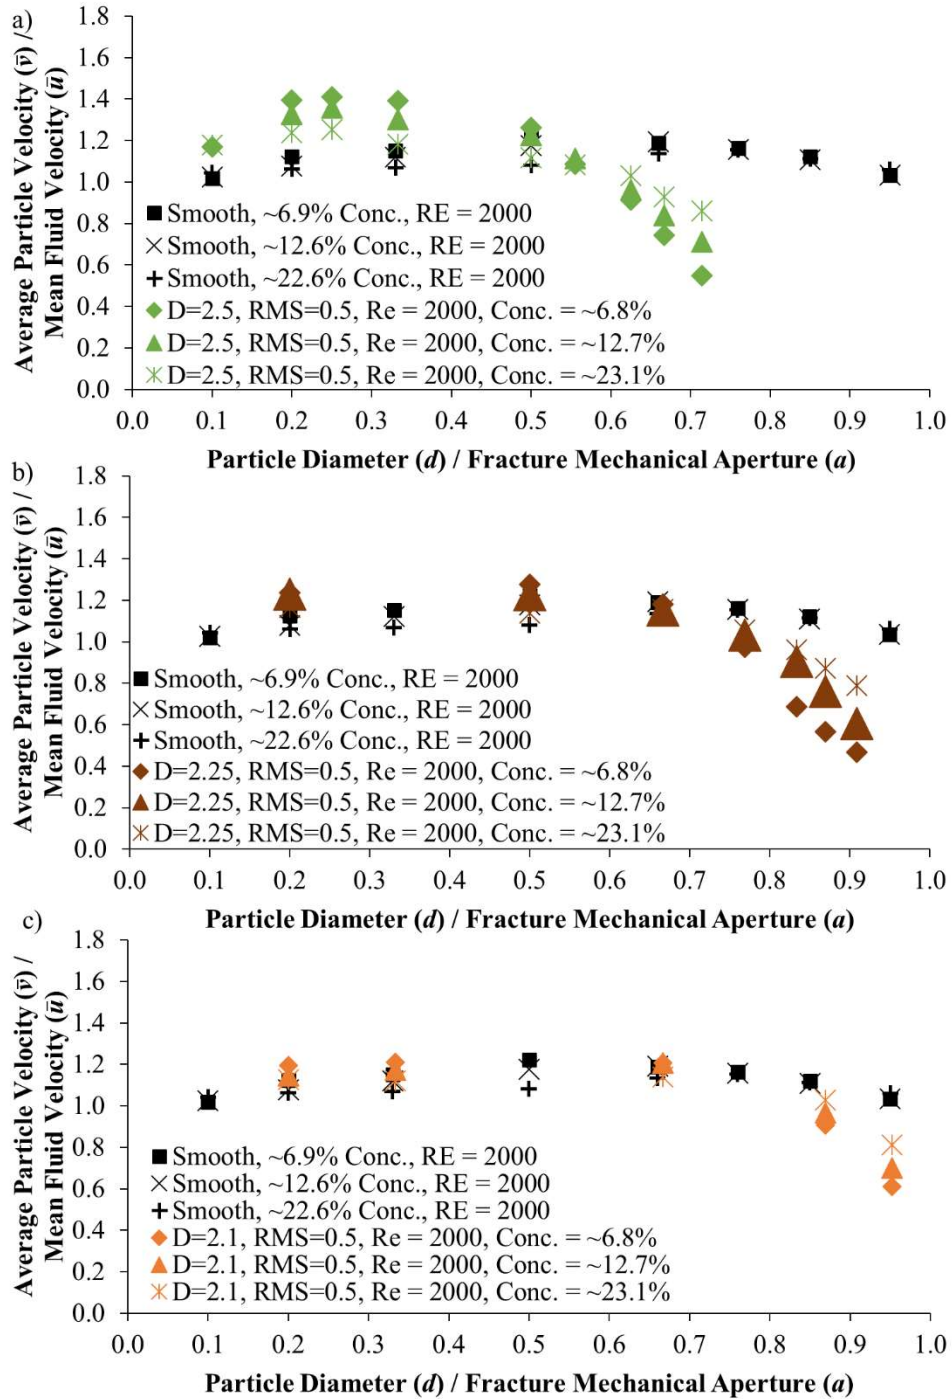 a)
1.8
1.6
1.4
1.2
1.0
0.8
0.6
0.4
0.2
0.0
Average Particle Velocity (v̄) /
Mean Fluid Velocity (ū)
Smooth, ~6.9% Conc., RE = 2000
Smooth, ~12.6% Conc., RE = 2000
Smooth, ~22.6% Conc., RE = 2000
D=2.5, RMS=0.5, Re = 2000, Conc. = ~6.8%
D=2.5, RMS=0.5, Re = 2000, Conc. = ~12.7%
D=2.5, RMS=0.5, Re = 2000, Conc. = ~23.1%
0.0 0.1 0.2 0.3 0.4 0.5 0.6 0.7 0.8 0.9 1.0
Particle Diameter (d) / Fracture Mechanical Aperture (a)
b)
1.8
1.6
1.4
1.2
1.0
0.8
0.6
0.4
0.2
0.0
Average Particle Velocity (v̄) /
Mean Fluid Velocity (ū)
Smooth, ~6.9% Conc., RE = 2000
Smooth, ~12.6% Conc., RE = 2000
Smooth, ~22.6% Conc., RE = 2000
D=2.25, RMS=0.5, Re = 2000, Conc. = ~6.8%
D=2.25, RMS=0.5, Re = 2000, Conc. = ~12.7%
D=2.25, RMS=0.5, Re = 2000, Conc. = ~23.1%
0.0 0.1 0.2 0.3 0.4 0.5 0.6 0.7 0.8 0.9 1.0
Particle Diameter (d) / Fracture Mechanical Aperture (a)
c)
1.8
1.6
1.4
1.2
1.0
0.8
0.6
0.4
0.2
0.0
Average Particle Velocity (v̄) /
Mean Fluid Velocity (ū)
Smooth, ~6.9% Conc., RE = 2000
Smooth, ~12.6% Conc., RE = 2000
Smooth, ~22.6% Conc., RE = 2000
D=2.1, RMS=0.5, Re = 2000, Conc. = ~6.8%
D=2.1, RMS=0.5, Re = 2000, Conc. = ~12.7%
D=2.1, RMS=0.5, Re = 2000, Conc. = ~23.1%
0.0 0.1 0.2 0.3 0.4 0.5 0.6 0.7 0.8 0.9 1.0
Particle Diameter (d) / Fracture Mechanical Aperture (a)